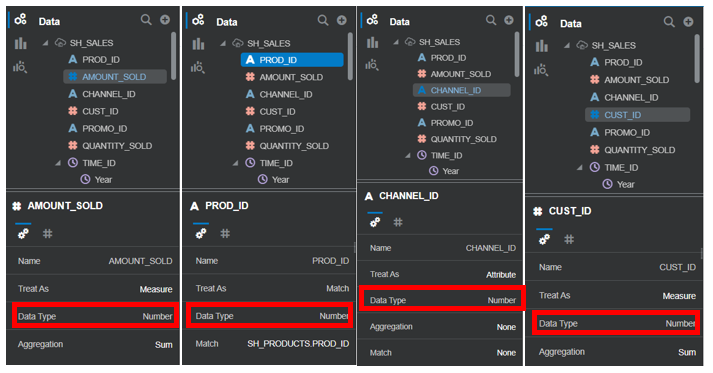 Data
SH_SALES
PROD_ID
AMOUNT_SOLD
CHANNEL_ID
CUST_ID
PROMO_ID
QUANTITY_SOLD
TIME_ID
Year
AMOUNT_SOLD
Name AMOUNT_SOLD
Treat As Measure
Data Type Number
Aggregation Sum
Data
SH_SALES
PROD_ID
AMOUNT_SOLD
CHANNEL_ID
CUST_ID
PROMO_ID
QUANTITY_SOLD
TIME_ID
Year
PROD_ID
Name PROD_ID
Treat As Match
Data Type Number
Match SH_PRODUCTS.PROD_ID
Data
SH_SALES
PROD_ID
AMOUNT_SOLD
CHANNEL_ID
CUST_ID
PROMO_ID
QUANTITY_SOLD
TIME_ID
Year
CHANNEL_ID
Name CHANNEL_ID
Treat As Attribute
Data Type Number
Aggregation None
Match None
Data
SH_SALES
PROD_ID
AMOUNT_SOLD
CHANNEL_ID
CUST_ID
PROMO_ID
QUANTITY_SOLD
TIME_ID
Year
CUST_ID
Name CUST_ID
Treat As Measure
Data Type Number
Aggregation Sum